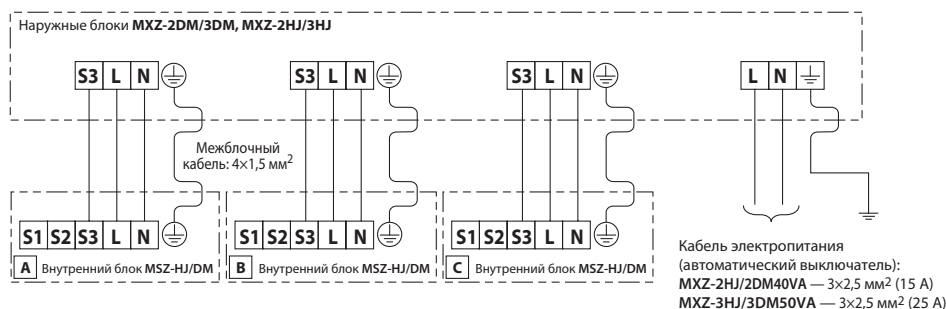 Наружные блоки MXZ-2DM/3DM, MXZ-2HJ/3HJ
S3 L N
S3 L N
S3 L N
L N
Межблочный
кабель: 4×1,5 мм²
S1 S2 S3 L N
S1 S2 S3 L N
S1 S2 S3 L N
A Внутренний блок MSZ-HJ/DM
B Внутренний блок MSZ-HJ/DM
C Внутренний блок MSZ-HJ/DM
Кабель электропитания
(автоматический выключатель):
MXZ-2HJ/2DM40VA — 3×2,5 мм² (15 А)
MXZ-3HJ/3DM50VA — 3×2,5 мм² (25 А)